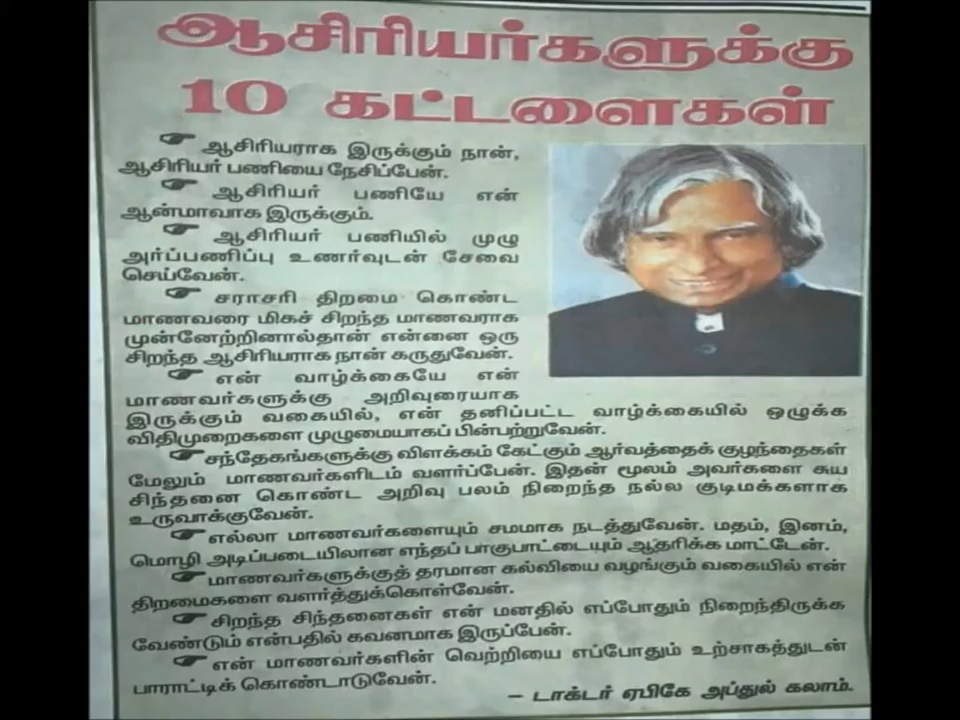 ஆசிரியர்களுக்கு
10 கட்டளைகள்
ஆசிரியராக இருக்கும் நான்,
ஆசிரியர் பணியை நேசிப்பேன்.
ஆசிரியர் பணியே என்
ஆன்மாவாக இருக்கும்.
ஆசிரியர் பணியில் முழு
அர்ப்பணிப்பு உணர்வுடன் சேவை
செய்வேன்.
சராசரி திறமை கொண்ட
மாணவரை மிகச் சிறந்த மாணவராக
முன்னேற்றினால்தான் என்னை ஒரு
சிறந்த ஆசிரியராக நான் கருதுவேன்.
என் வாழ்க்கையே என்
மாணவர்களுக்கு அறிவுரையாக
இருக்கும் வகையில், என் தனிப்பட்ட வாழ்க்கையில் ஒழுக்க
விதிமுறைகளை முழுமையாகப் பின்பற்றுவேன்.
சந்தேகங்களுக்கு விளக்கம் கேட்கும் ஆர்வத்தைக் குழந்தைகள்
மேலும் மாணவர்களிடம் வளர்ப்பேன். இதன் மூலம் அவர்களை சுய
சிந்தனை கொண்ட அறிவு பலம் நிறைந்த நல்ல குடிமக்களாக
உருவாக்குவேன்.
எல்லா மாணவர்களையும் சமமாக நடத்துவேன். மதம், இனம்,
மொழி அடிப்படையிலான எந்தப் பாகுபாட்டையும் ஆதரிக்க மாட்டேன்.
மாணவர்களுக்குத் தரமான கல்வியை வழங்கும் வகையில் என்
திறமைகளை வளர்த்துக்கொள்வேன்.
சிறந்த சிந்தனைகள் என் மனதில் எப்போதும் நிறைந்திருக்க
வேண்டும் என்பதில் கவனமாக இருப்பேன்.
என் மாணவர்களின் வெற்றியை எப்போதும் உற்சாகத்துடன்
பாராட்டிக் கொண்டாடுவேன்.
– டாக்டர் ஏபிகே அப்துல் கலாம்.